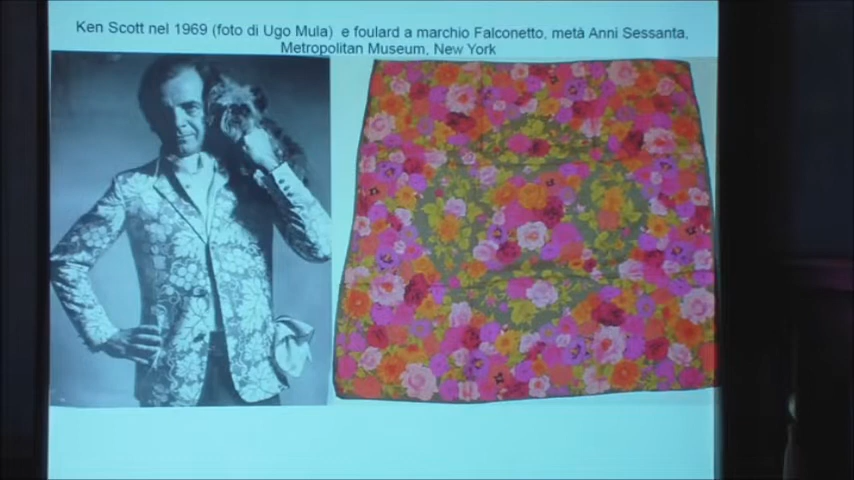 Ken Scott nel 1969 (foto di Ugo Mula) e foulard a marchio Falconetto, metà Anni Sessanta,
Metropolitan Museum, New York